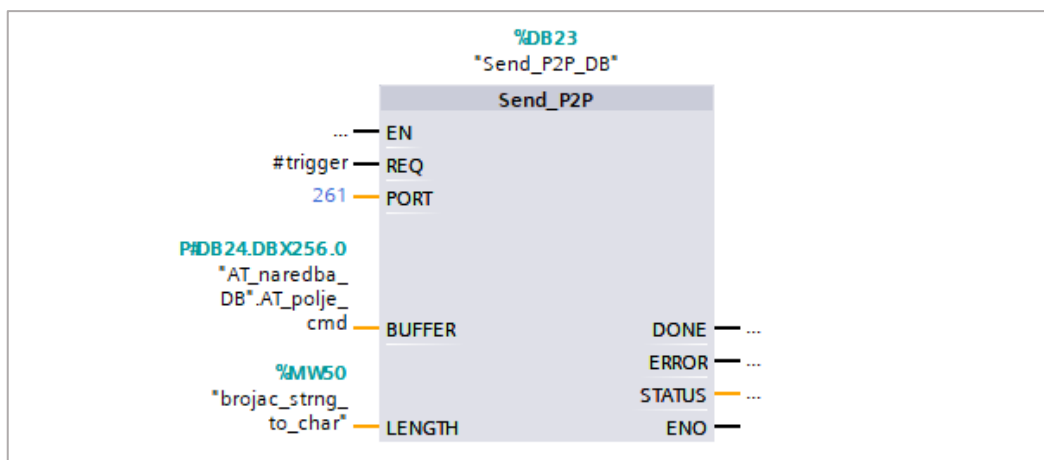 %DB23
"Send_P2P_DB"
Send_P2P
... EN
#trigger REQ
261 PORT
P#DB24.DBX256.0
"AT_naredba_
DB".AT_polje_
cmd BUFFER DONE ...
ERROR ...
%MW50
STATUS ...
"brojac_strng_
to_char" LENGTH ENO